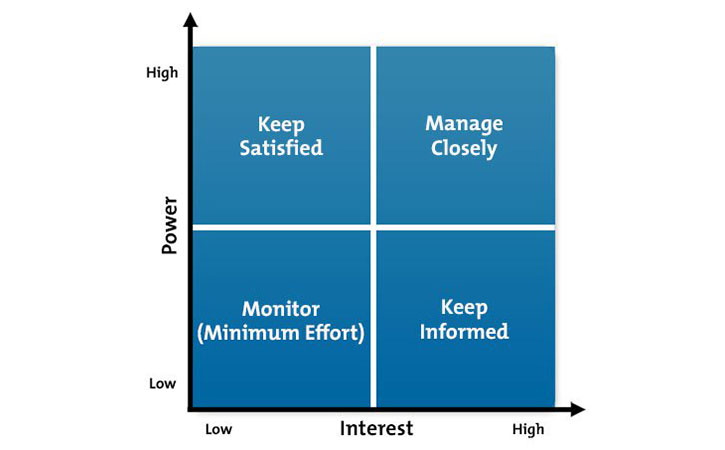 High
Keep
Satisfied
Manage
Closely
Power
Monitor
(Minimum Effort)
Keep
Informed
Low
Low
Interest
High